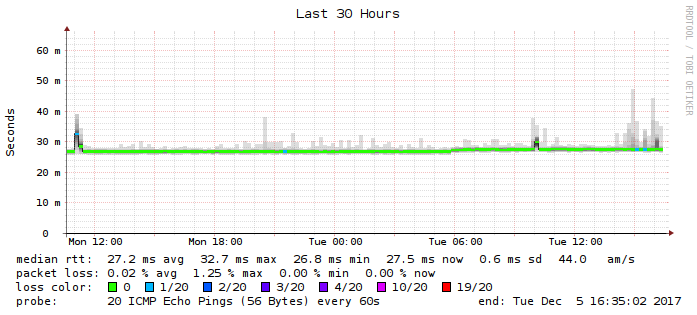 Last 30 Hours
RRDTOOL / TOBI OETIKER
Seconds
60 m
50 m
40 m
30 m
20 m
10 m
0
Mon 12:00 Mon 18:00 Tue 00:00 Tue 06:00 Tue 12:00
median rtt: 27.2 ms avg 32.7 ms max 26.8 ms min 27.5 ms now 0.6 ms sd 44.0 am/s
packet loss: 0.02 % avg 1.25 % max 0.00 % min 0.00 % now
loss color: 0 1/20 2/20 3/20 4/20 10/20 19/20
probe: 20 ICMP Echo Pings (56 Bytes) every 60s end: Tue Dec 5 16:35:02 2017